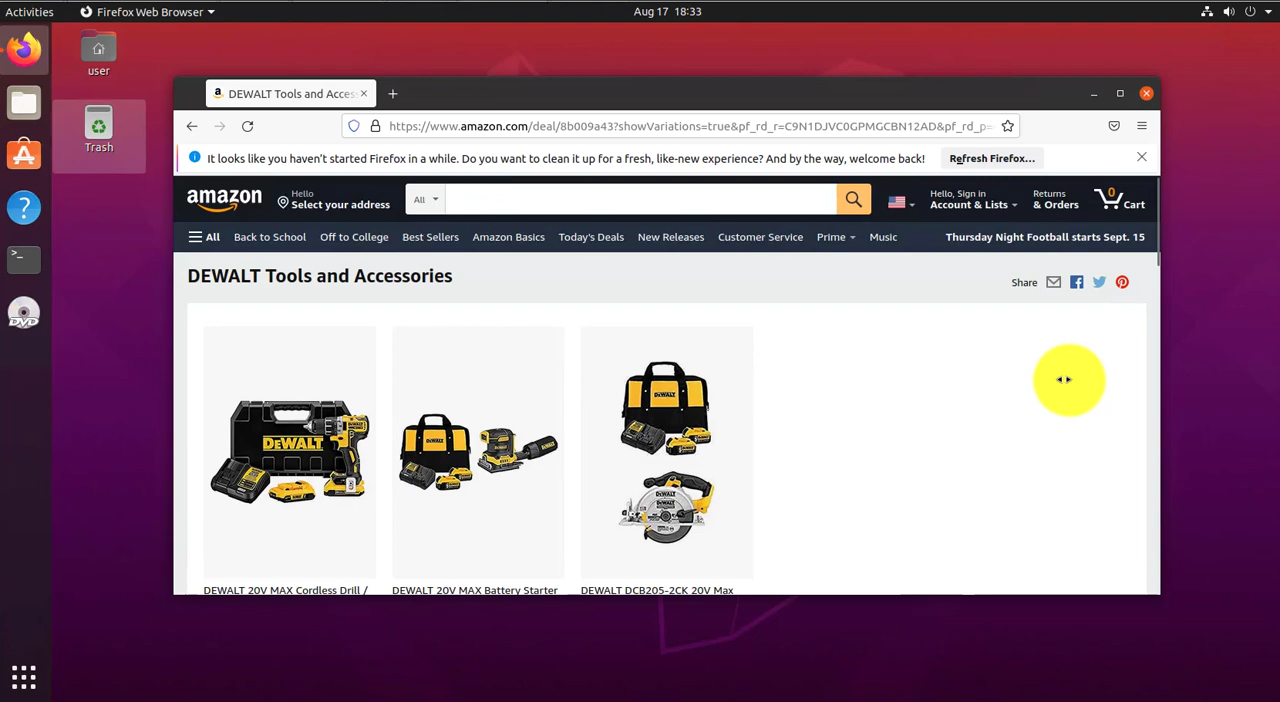 Activities
Firefox Web Browser
Aug 17 18:33
user
Trash
DEWALT Tools and Acces
https://www.amazon.com/deal/8b009a43?showVariations=true&pf_rd_r=C9N1DJVC0GPMGCBN12AD&pf_rd_p=
It looks like you haven't started Firefox in a while. Do you want to clean it up for a fresh, like-new experience? And by the way, welcome back!
Refresh Firefox...
amazon
Hello
Select your address
All
Hello, Sign in
Account & Lists
Returns
& Orders
0
Cart
All
Back to School
Off to College
Best Sellers
Amazon Basics
Today's Deals
New Releases
Customer Service
Prime
Music
Thursday Night Football starts Sept. 15
DEWALT Tools and Accessories
Share
DEWALT
DEWALT
DEWALT
DEWALT
DEWALT 20V MAX Cordless Drill /
DEWALT 20V MAX Battery Starter
DEWALT DCB205-2CK 20V Max
DVD